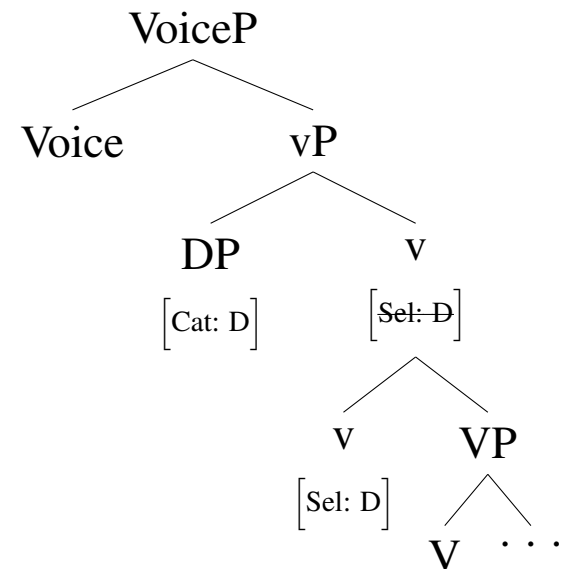 VoiceP
Voice vP
DP v
[Cat: D] [Sel: D]
v VP
[Sel: D]
V . . .